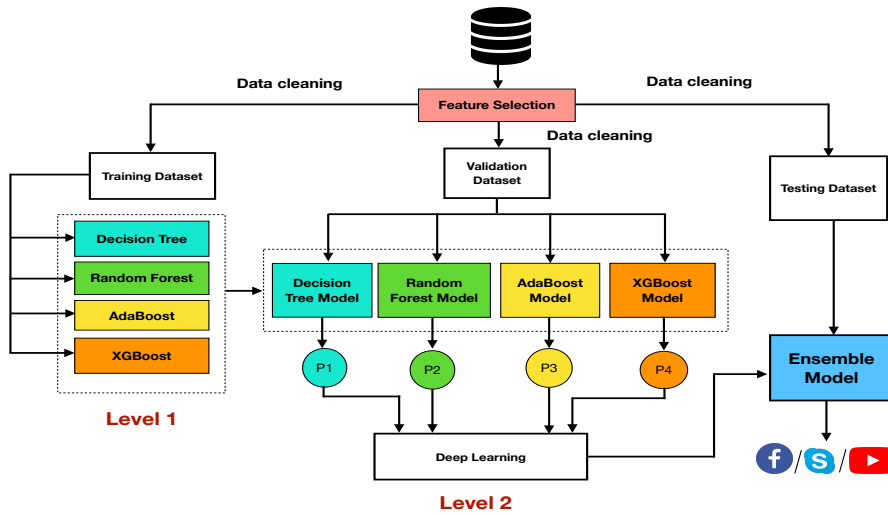 Data cleaning
Data cleaning
Feature Selection
Data cleaning
Training Dataset
Validation
Dataset
Testing Dataset
Decision Tree
Random Forest
AdaBoost
XGBoost
Level 1
Decision
Tree Model
Random
Forest Model
AdaBoost
Model
XGBoost
Model
P1
P2
P3
P4
Ensemble
Model
Deep Learning
Level 2
f / S /